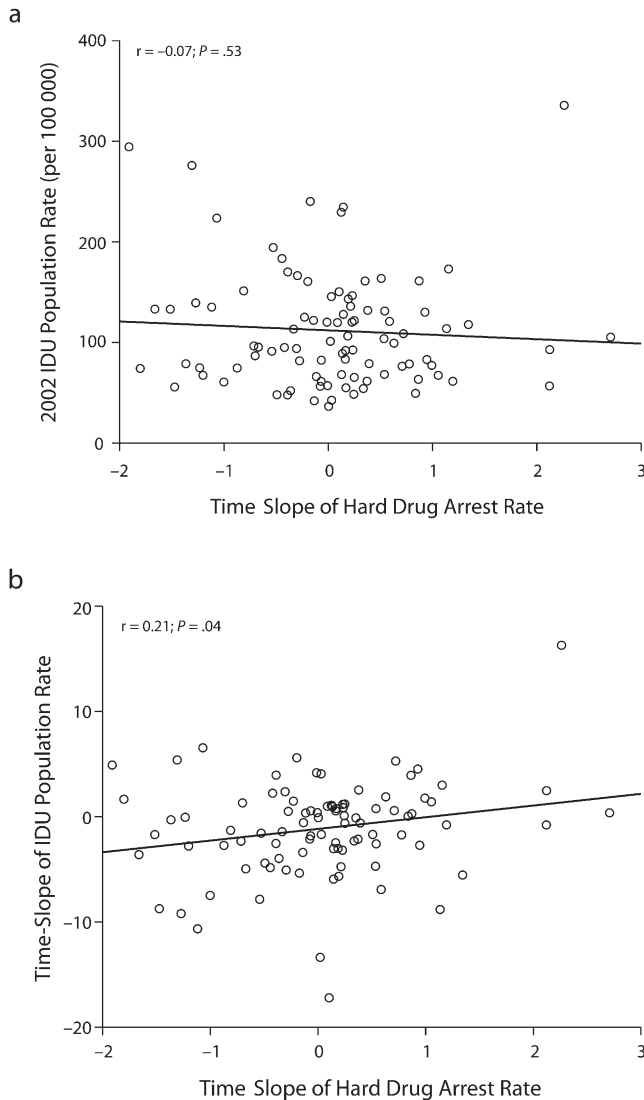 a
400
r = –0.07; P = .53
300
200
100
0
2002 IDU Population Rate (per 100 000)
–2
–1
0
1
2
3
Time Slope of Hard Drug Arrest Rate
b
20
r = 0.21; P = .04
10
0
–10
–20
Time-Slope of IDU Population Rate
–2
–1
0
1
2
3
Time Slope of Hard Drug Arrest Rate